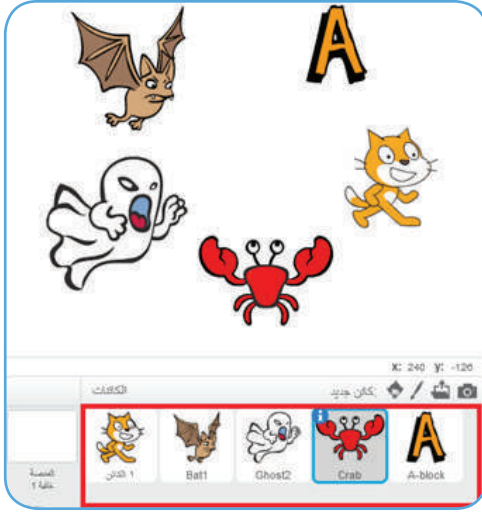 A
x: 240 y: -126
الكائنات
كائن جديد:
الكائن 1
Bat1
Ghost2
Crab
A-block
A
i
المنصة
خلفية 1